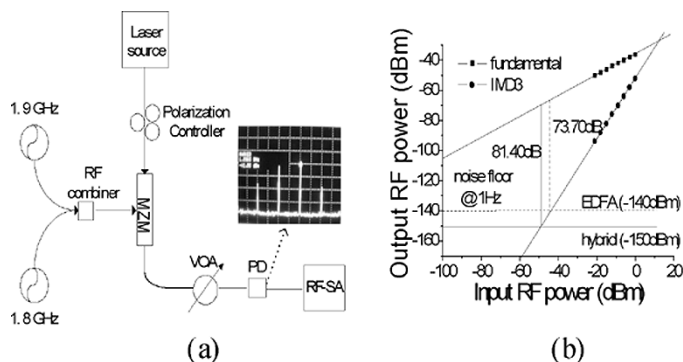 Laser
source
1.9 GHz
Polarization
Controller
RF
combiner
MZM
VOA
PD
RF-SA
1.8 GHz
(a)
Output RF power (dBm)
-40
-60
-80
-100
-120
-140
-160
fundamental
IMD3
81.40dB
73.70dB
noise floor
@1Hz
EDFA (-140dBm)
hybrid (-150dBm)
-100 -80 -60 -40 -20 0 20
Input RF power (dBm)
(b)